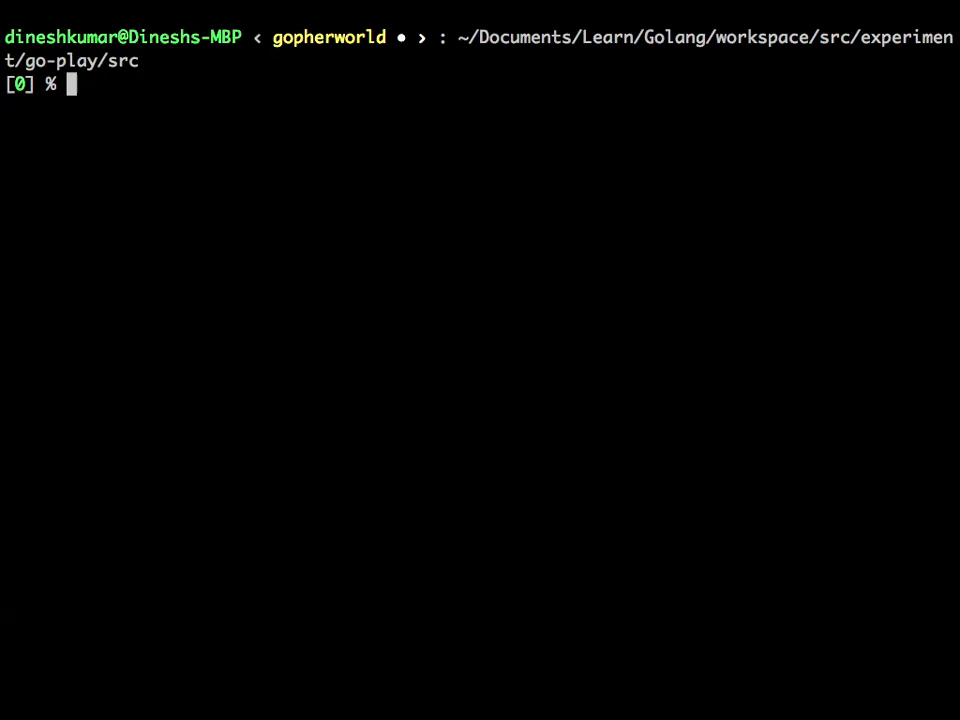 dineshkumar@Dineshs-MBP ‹ gopherworld ● › : ~/Documents/Learn/Golang/workspace/src/experimen
t/go-play/src
[0] %